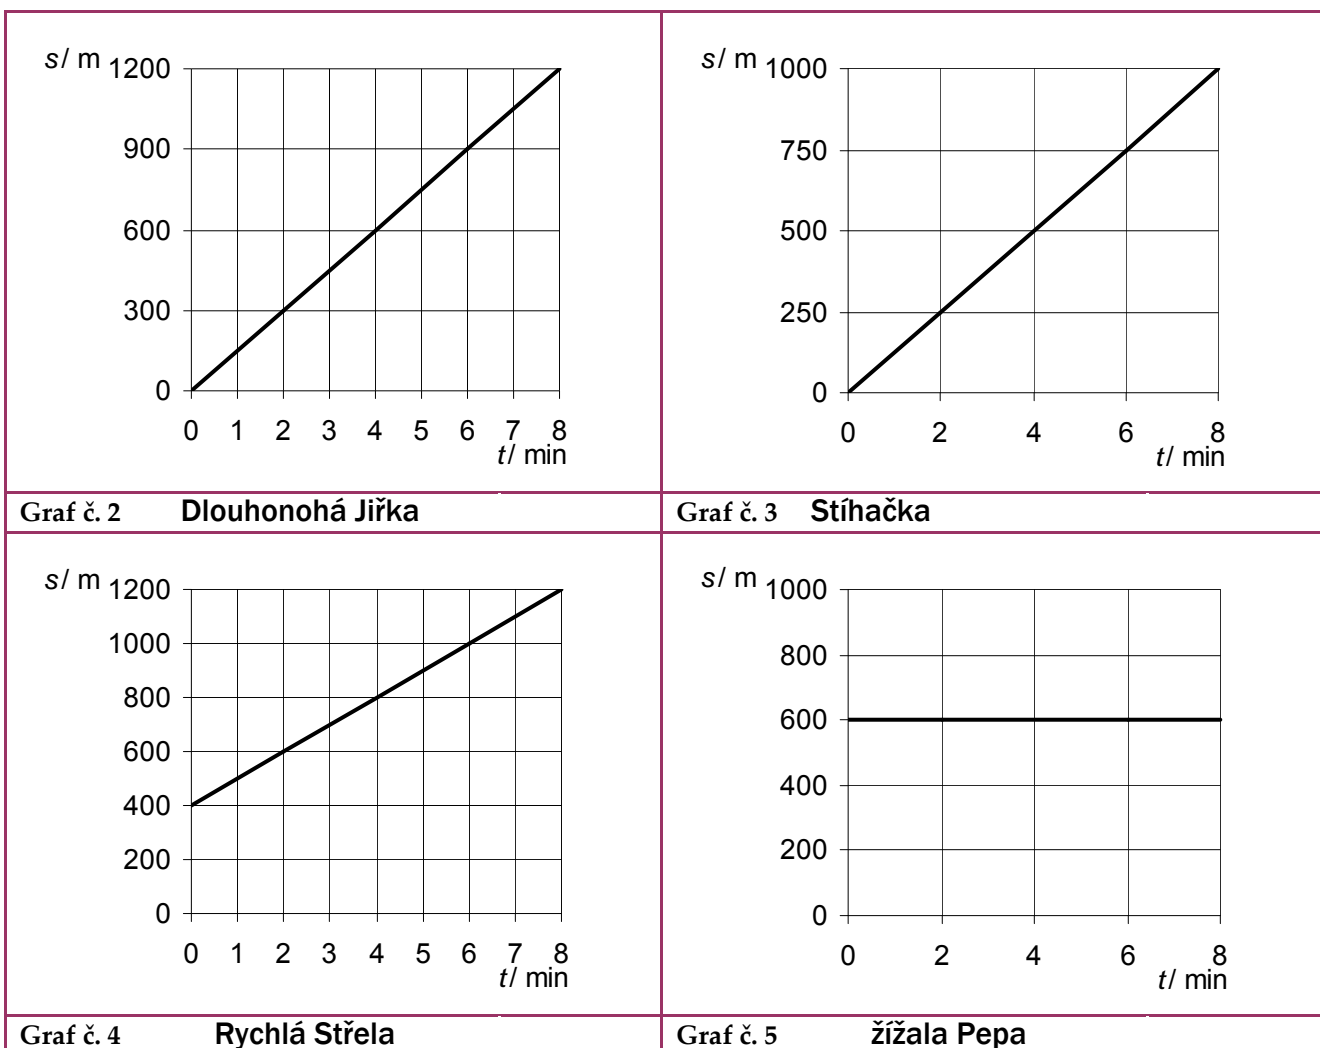 s/ m 1200
900
600
300
0
0 1 2 3 4 5 6 7 8
t/ min
Graf č. 2 Dlouhonohá Jiřka
s/ m 1000
750
500
250
0
0 2 4 6 8
t/ min
Graf č. 3 Stíhačka
s/ m 1200
1000
800
600
400
200
0
0 1 2 3 4 5 6 7 8
t/ min
Graf č. 4 Rychlá Střela
s/ m 1000
800
600
400
200
0
0 2 4 6 8
t/ min
Graf č. 5 žížala Pepa